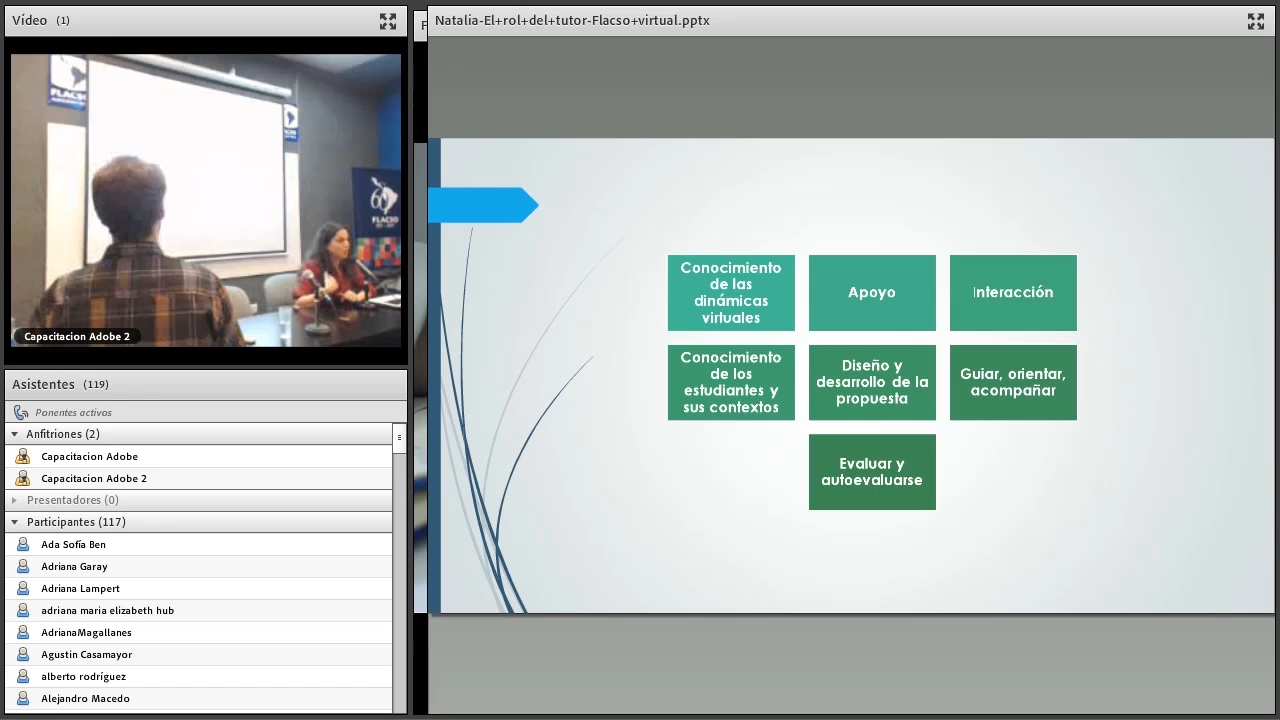 Vídeo (1)
FLACSO
FLACSO
Capacitacion Adobe 2
Asistentes (119)
Ponentes activos
Anfitriones (2)
Capacitacion Adobe
Capacitacion Adobe 2
Presentadores (0)
Participantes (117)
Ada Sofía Ben
Adriana Garay
Adriana Lampert
adriana maria elizabeth hub
AdrianaMagallanes
Agustin Casamayor
alberto rodríguez
Alejandro Macedo
F
Natalia-El+rol+del+tutor-Flacso+virtual.pptx
Conocimiento
de las
dinámicas
virtuales
Apoyo
Interacción
Conocimiento
de los
estudiantes y
sus contextos
Diseño y
desarrollo de la
propuesta
Guiar, orientar,
acompañar
Evaluar y
autoevaluarse